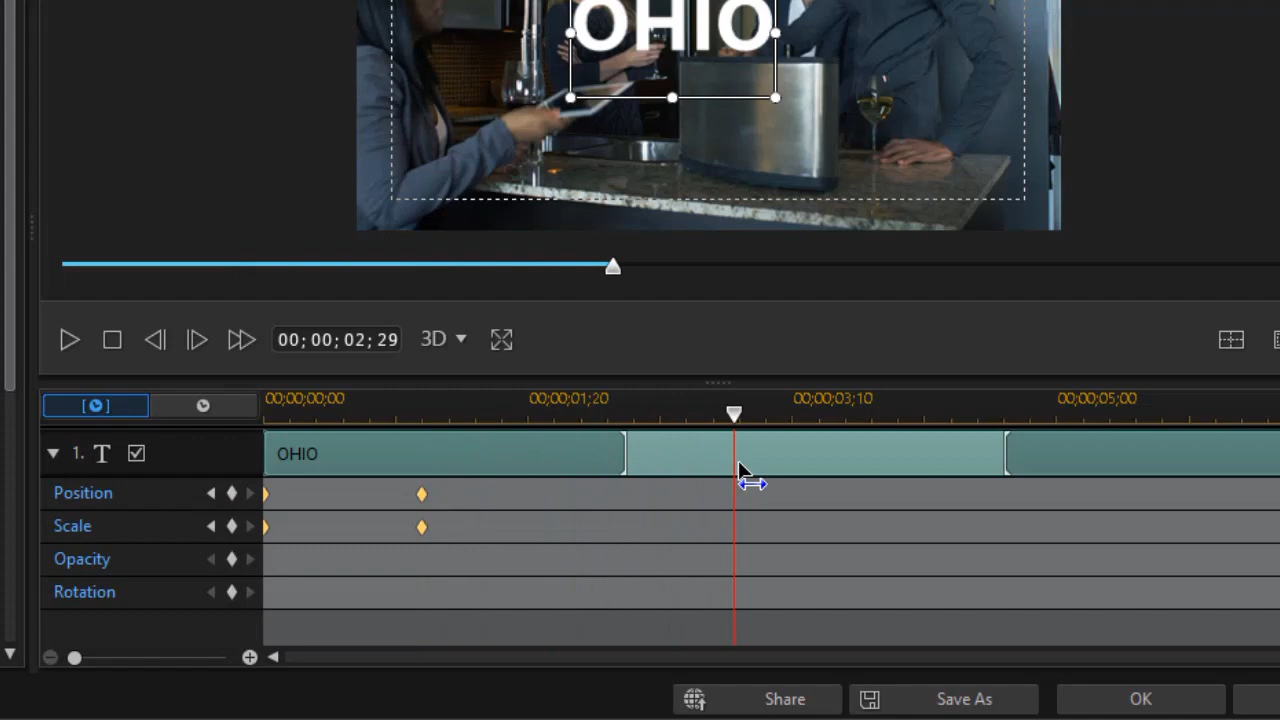 OHIO
00;00;02;29
3D
00;00;00;00 00;00;01;20 00;00;03;10 00;00;05;00
1. T OHIO
Position
Scale
Opacity
Rotation
Share Save As OK